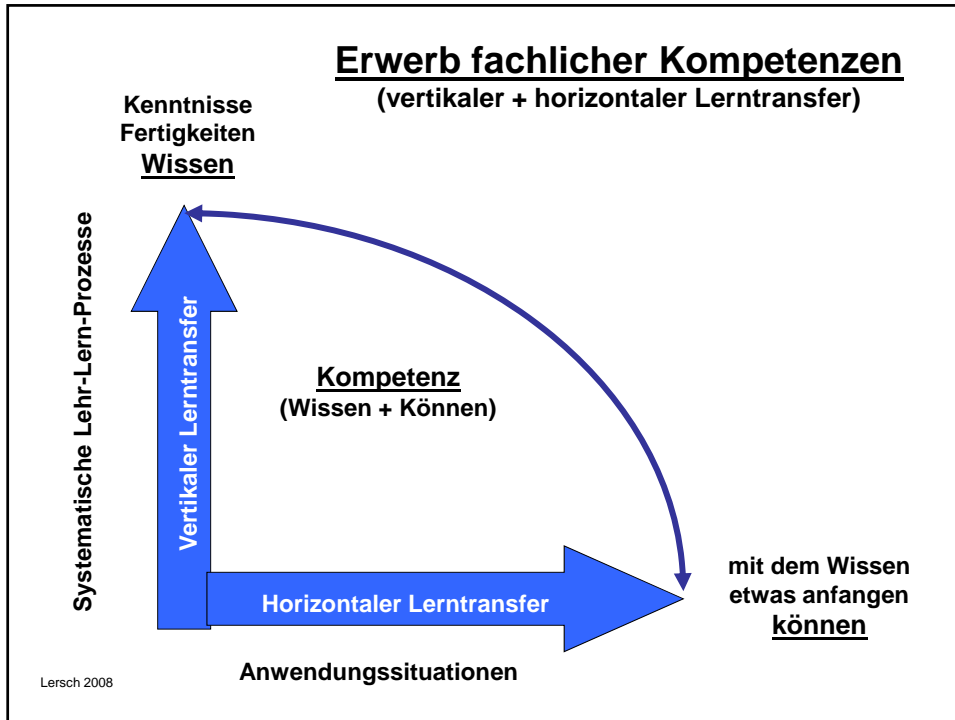 Erwerb fachlicher Kompetenzen
(vertikaler + horizontaler Lerntransfer)
Kenntnisse
Fertigkeiten
Wissen
Systematische Lehr-Lern-Prozesse
Vertikaler Lerntransfer
Kompetenz
(Wissen + Können)
Horizontaler Lerntransfer
mit dem Wissen
etwas anfangen
können
Anwendungssituationen
Lersch 2008